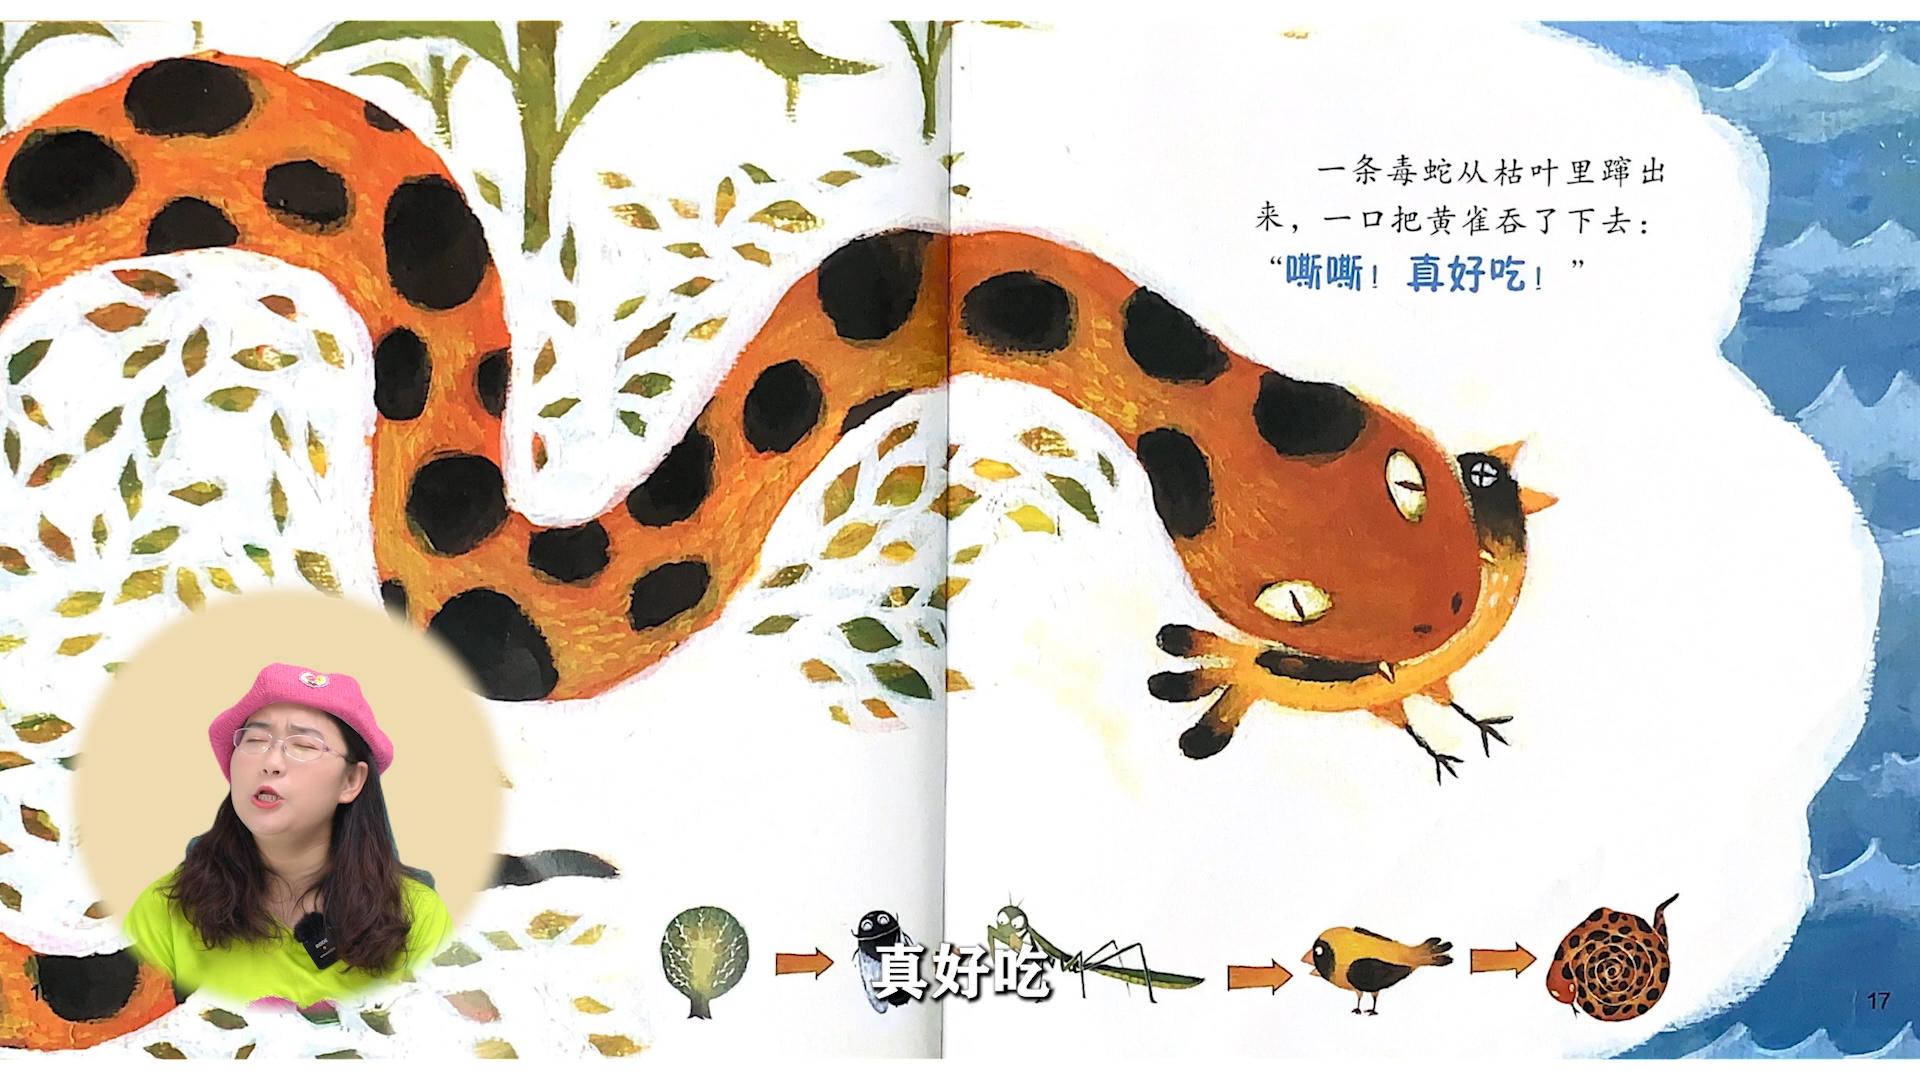 一条毒蛇从枯叶里蹿出
来，一口把黄雀吞了下去：
“嘶嘶！真好吃！”
真好吃
17